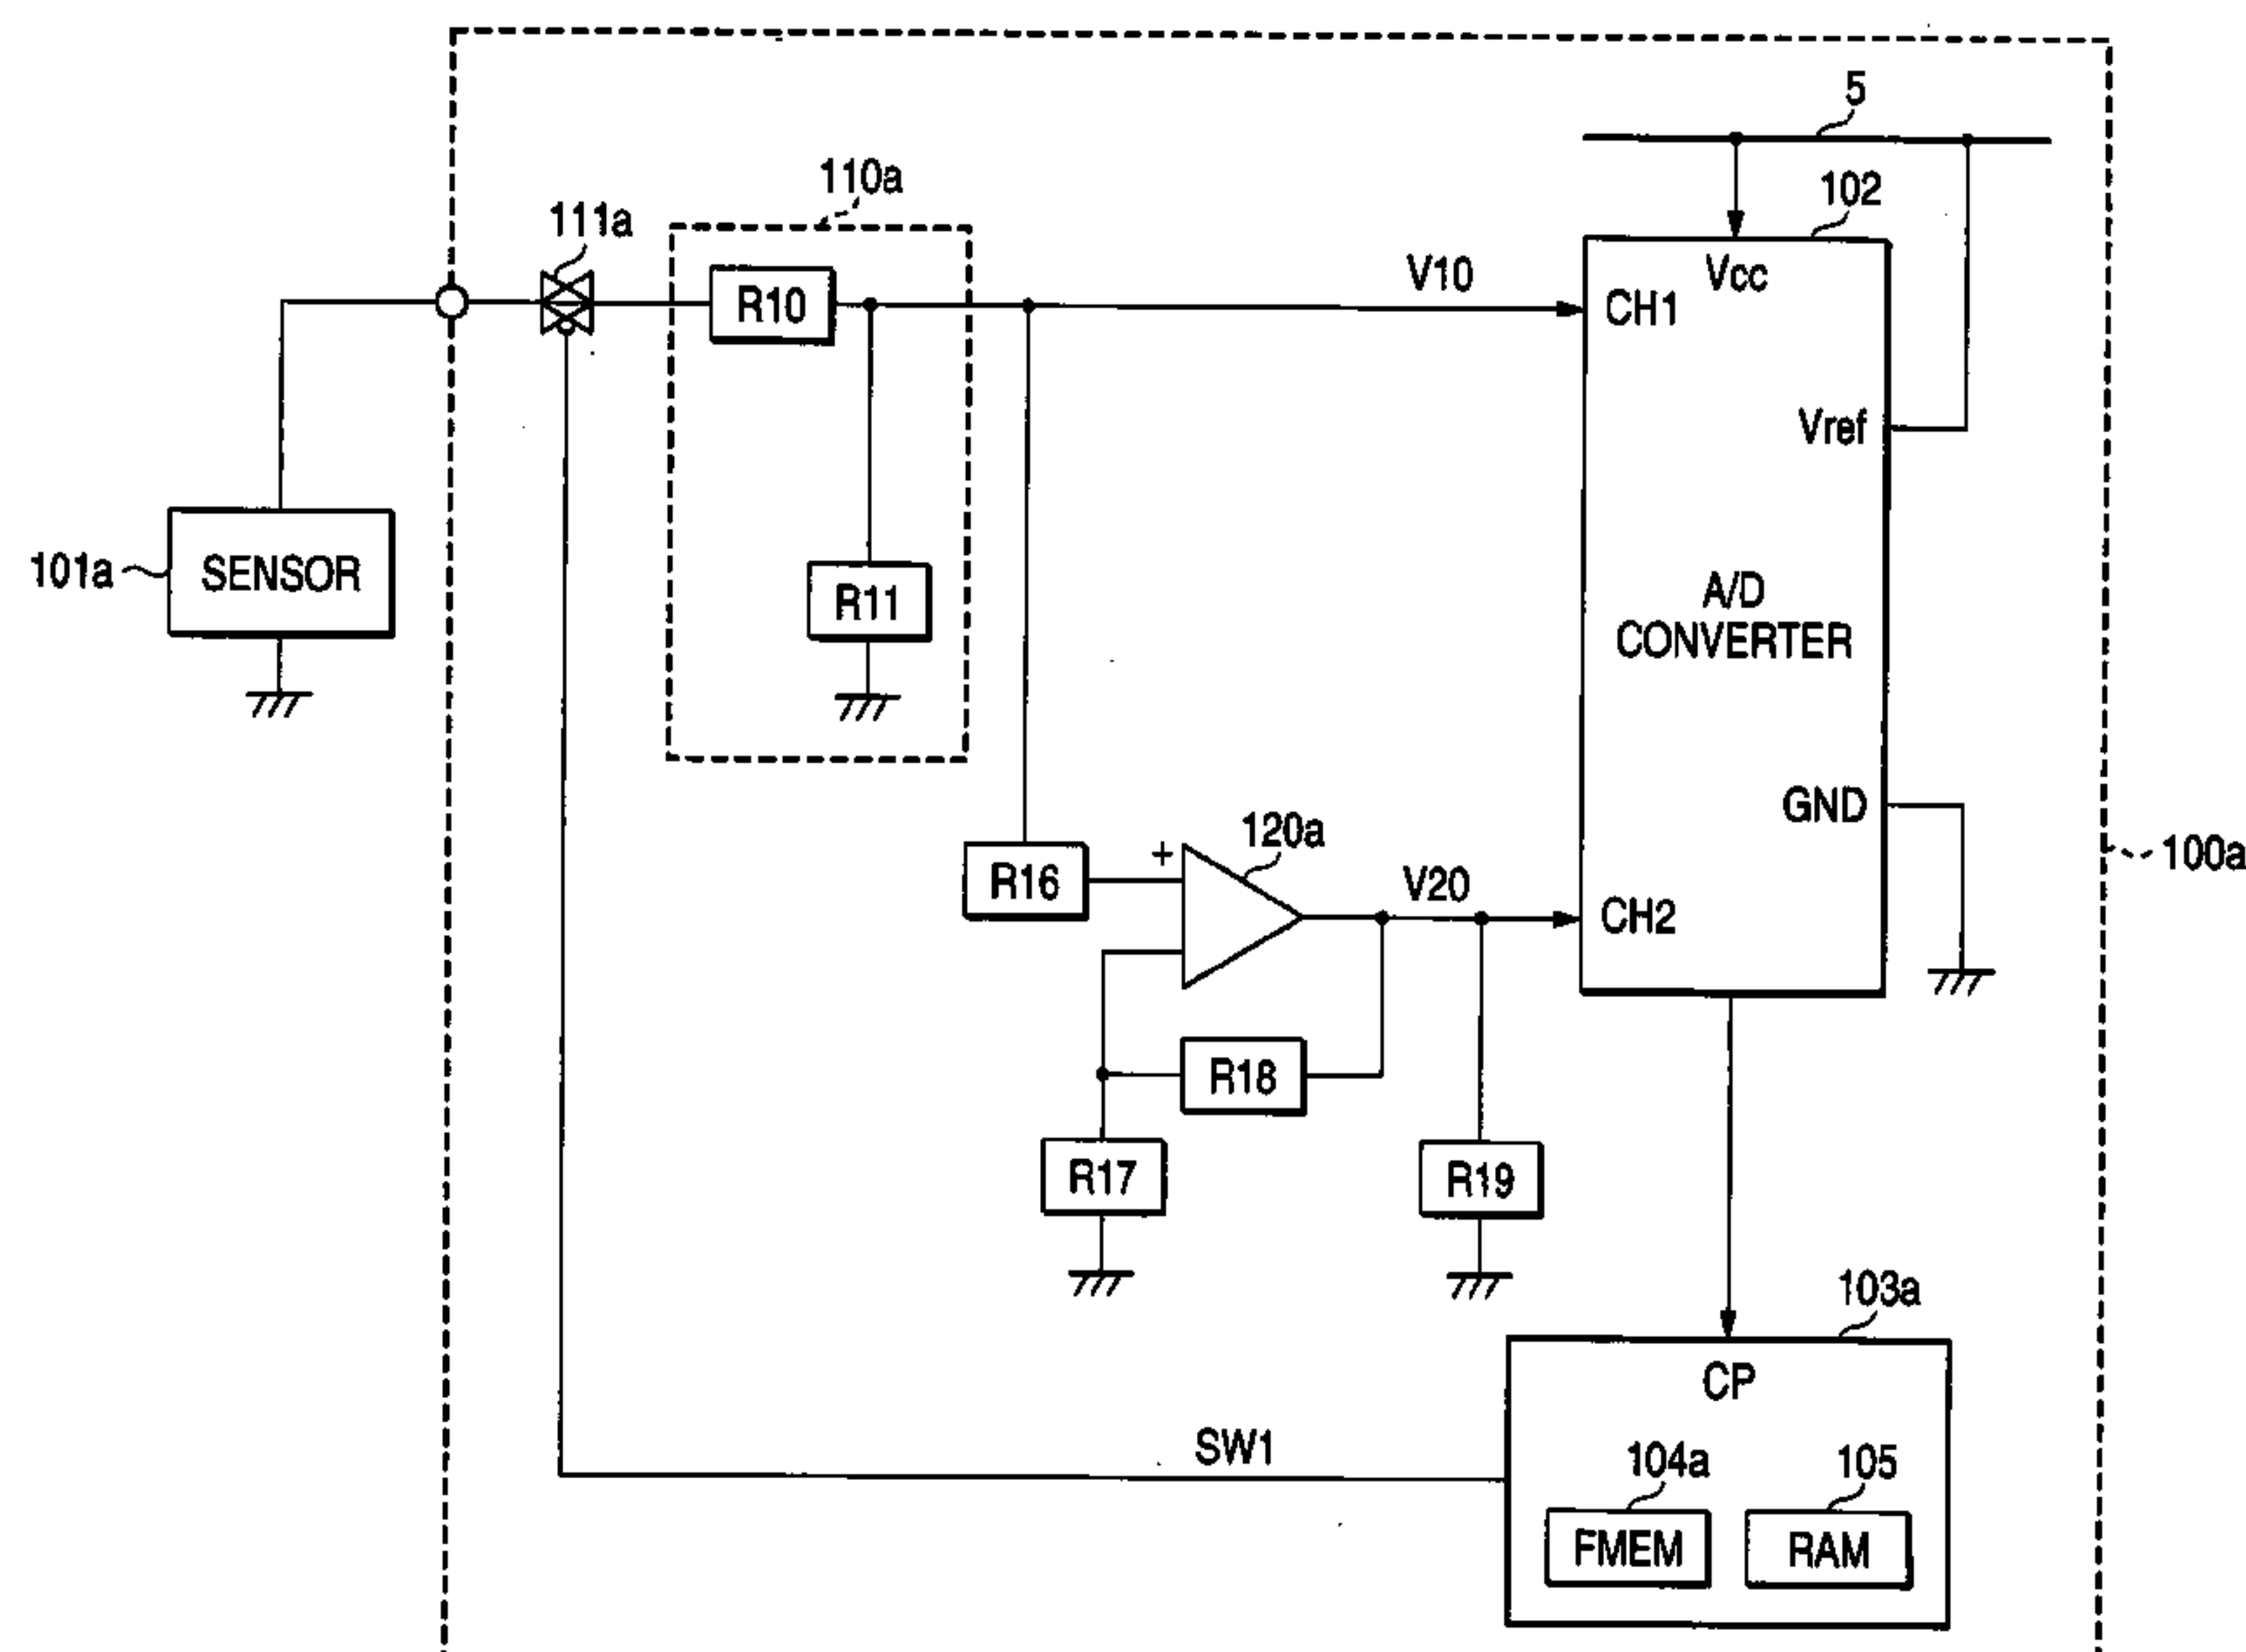 5
110a
102
111a
V10
Vcc
CH1
R10
Vref
101a
SENSOR
R11
A/D
CONVERTER
GND
120a
+
100a
R16
V20
CH2
R18
R17
R19
103a
CP
SW1
104a
105
FMEM
RAM